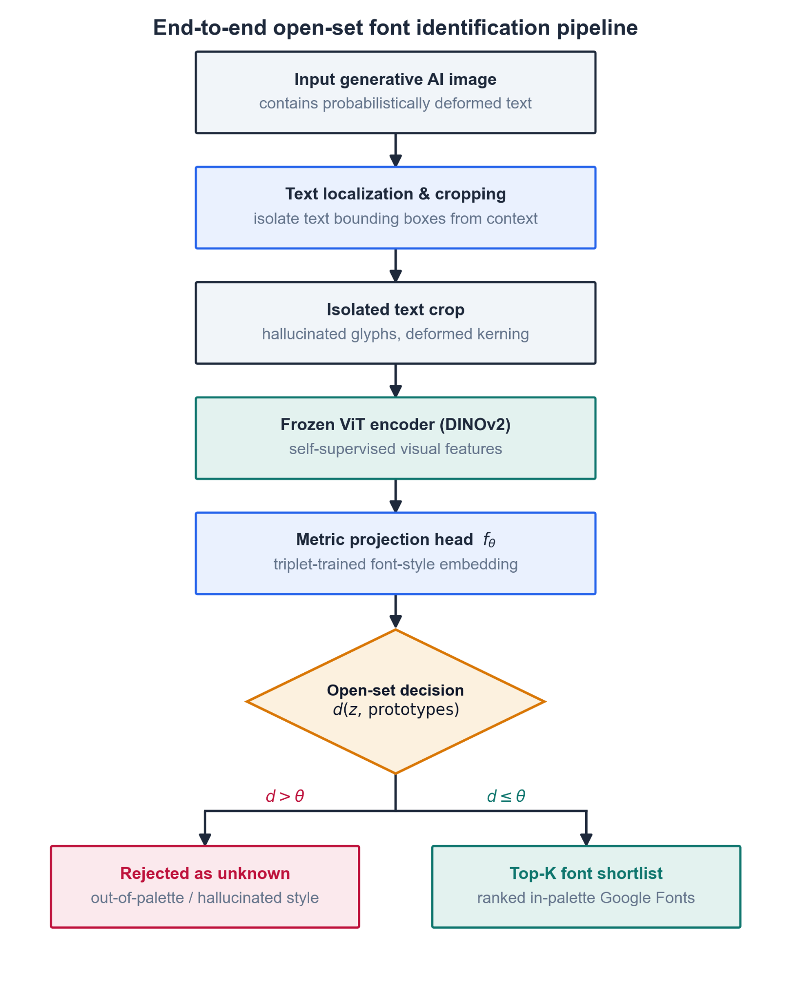 End-to-end open-set font identification pipeline
Input generative AI image
contains probabilistically deformed text
Text localization & cropping
isolate text bounding boxes from context
Isolated text crop
hallucinated glyphs, deformed kerning
Frozen ViT encoder (DINOv2)
self-supervised visual features
Metric projection head f_θ
triplet-trained font-style embedding
Open-set decision
d(z, prototypes)
d > θ
d ≤ θ
Rejected as unknown
out-of-palette / hallucinated style
Top-K font shortlist
ranked in-palette Google Fonts